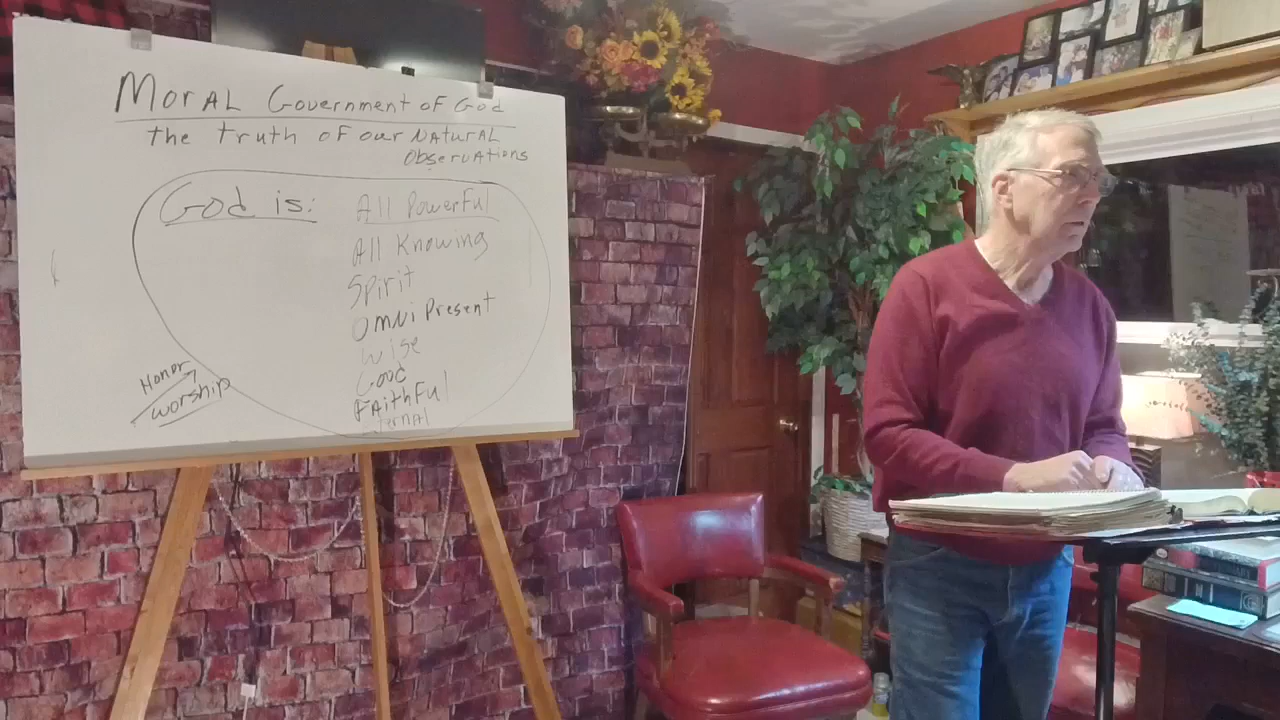 Moral Government of God
the truth of our Natural
Observations
God is:
All Powerful
All Knowing
Spirit
Omni Present
Wise
Good
Faithful
Honor
Worship